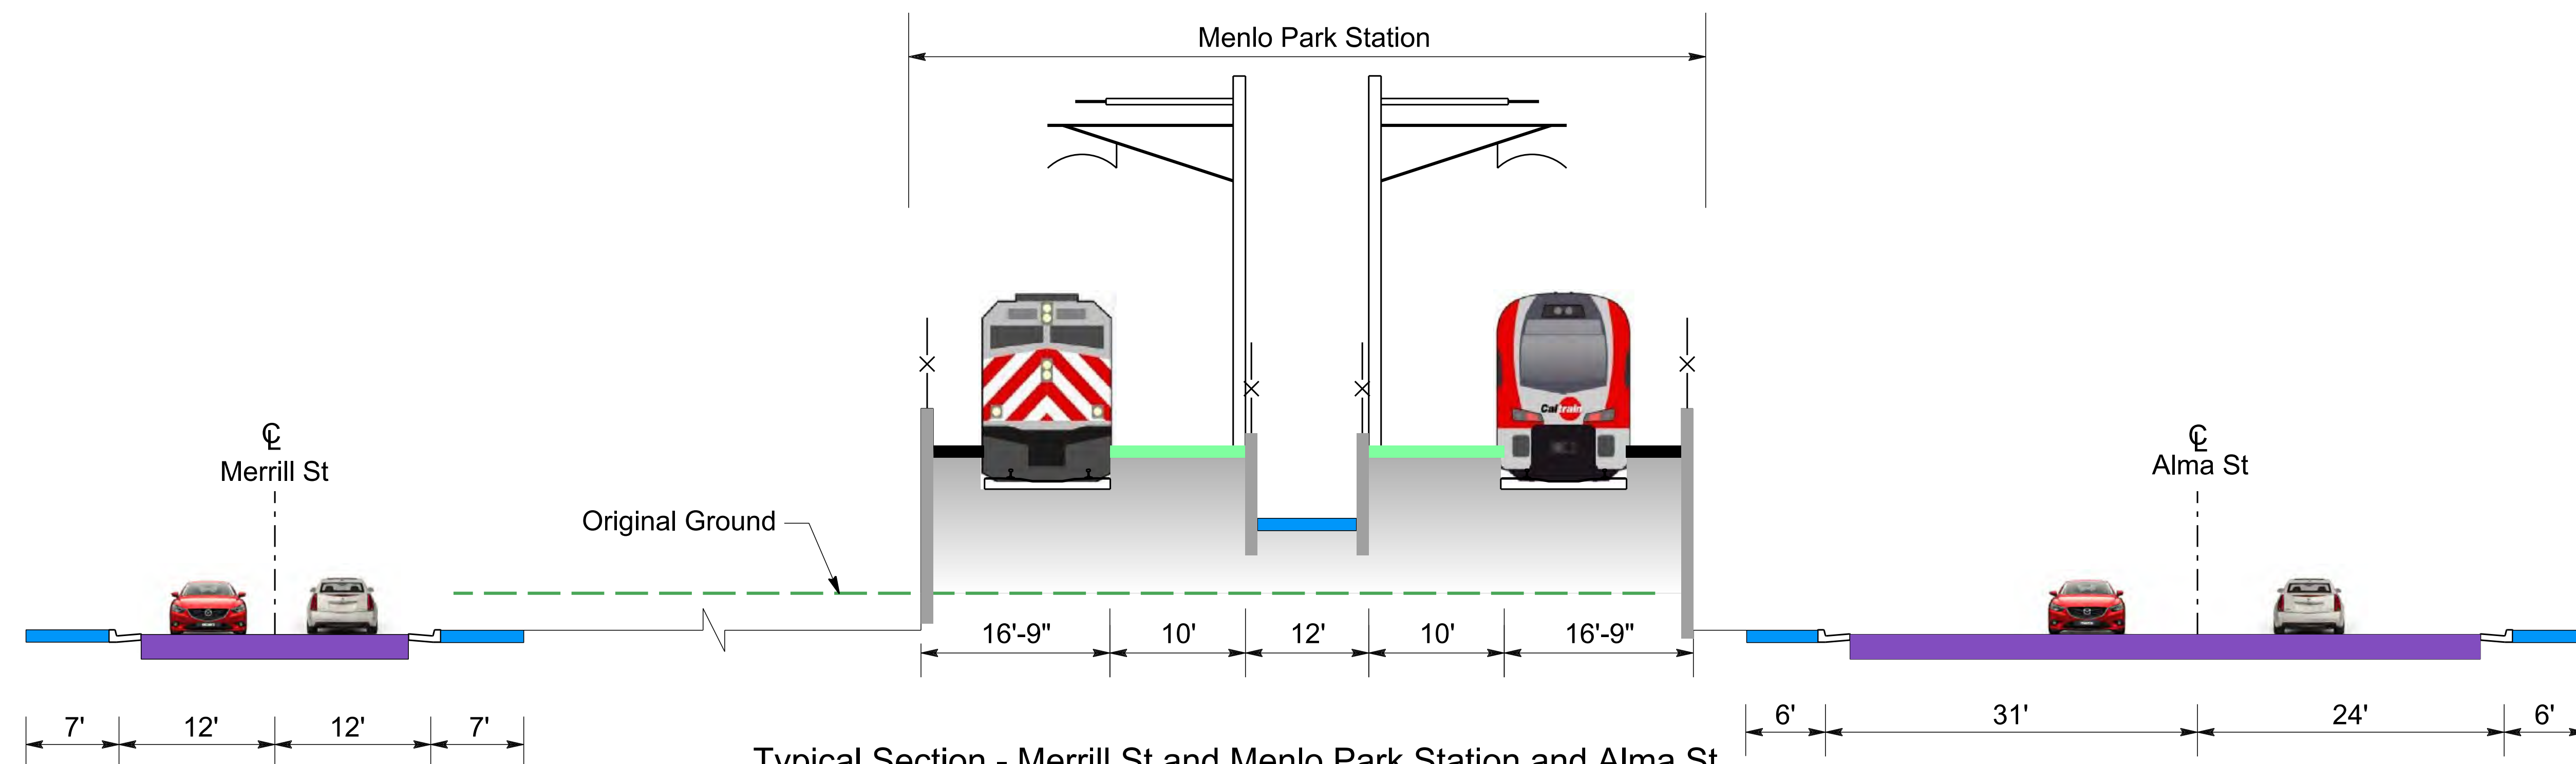 Menlo Park Station
℄
Merrill St
Original Ground
Caltrain
℄
Alma St
16'-9" 10' 12' 10' 16'-9"
7' 12' 12' 7'
6' 31' 24' 6'
Typical Section - Merrill St and Menlo Park Station and Alma St